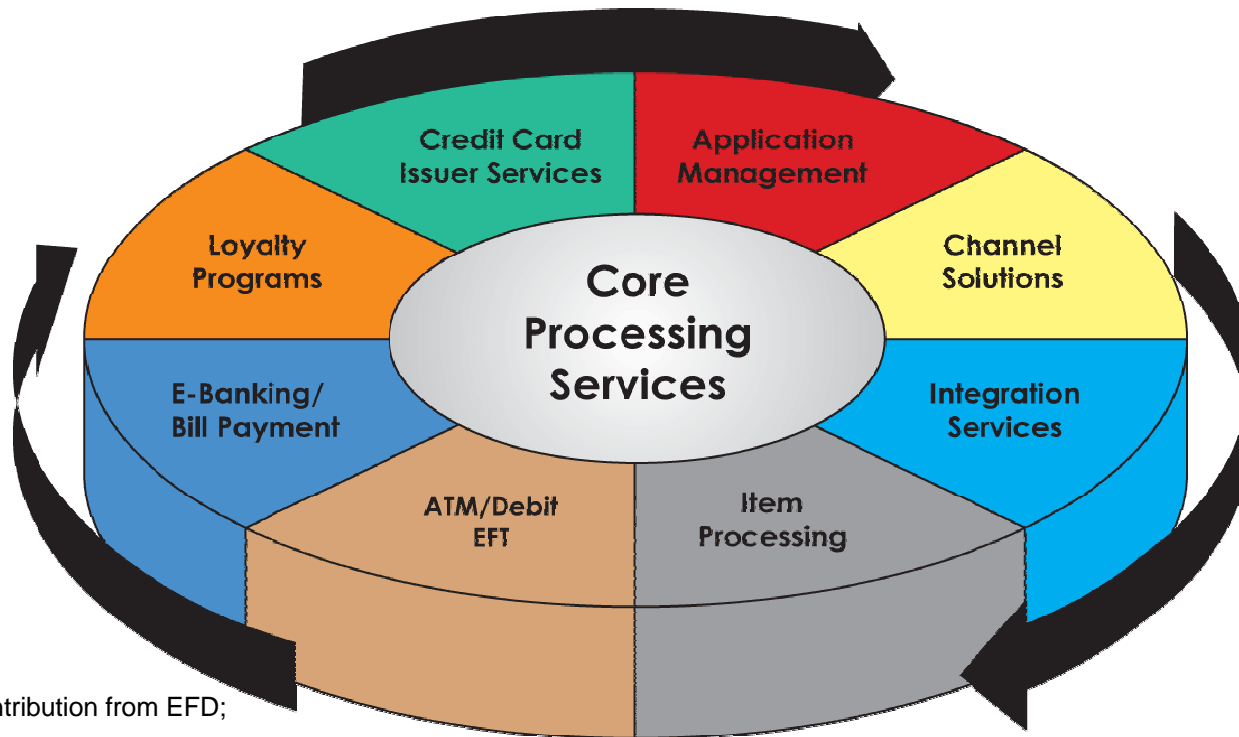 Credit Card
Issuer Services
Application
Management
Loyalty
Programs
Channel
Solutions
Core
Processing
Services
E-Banking/
Bill Payment
Integration
Services
ATM/Debit
EFT
Item
Processing
from EFD;